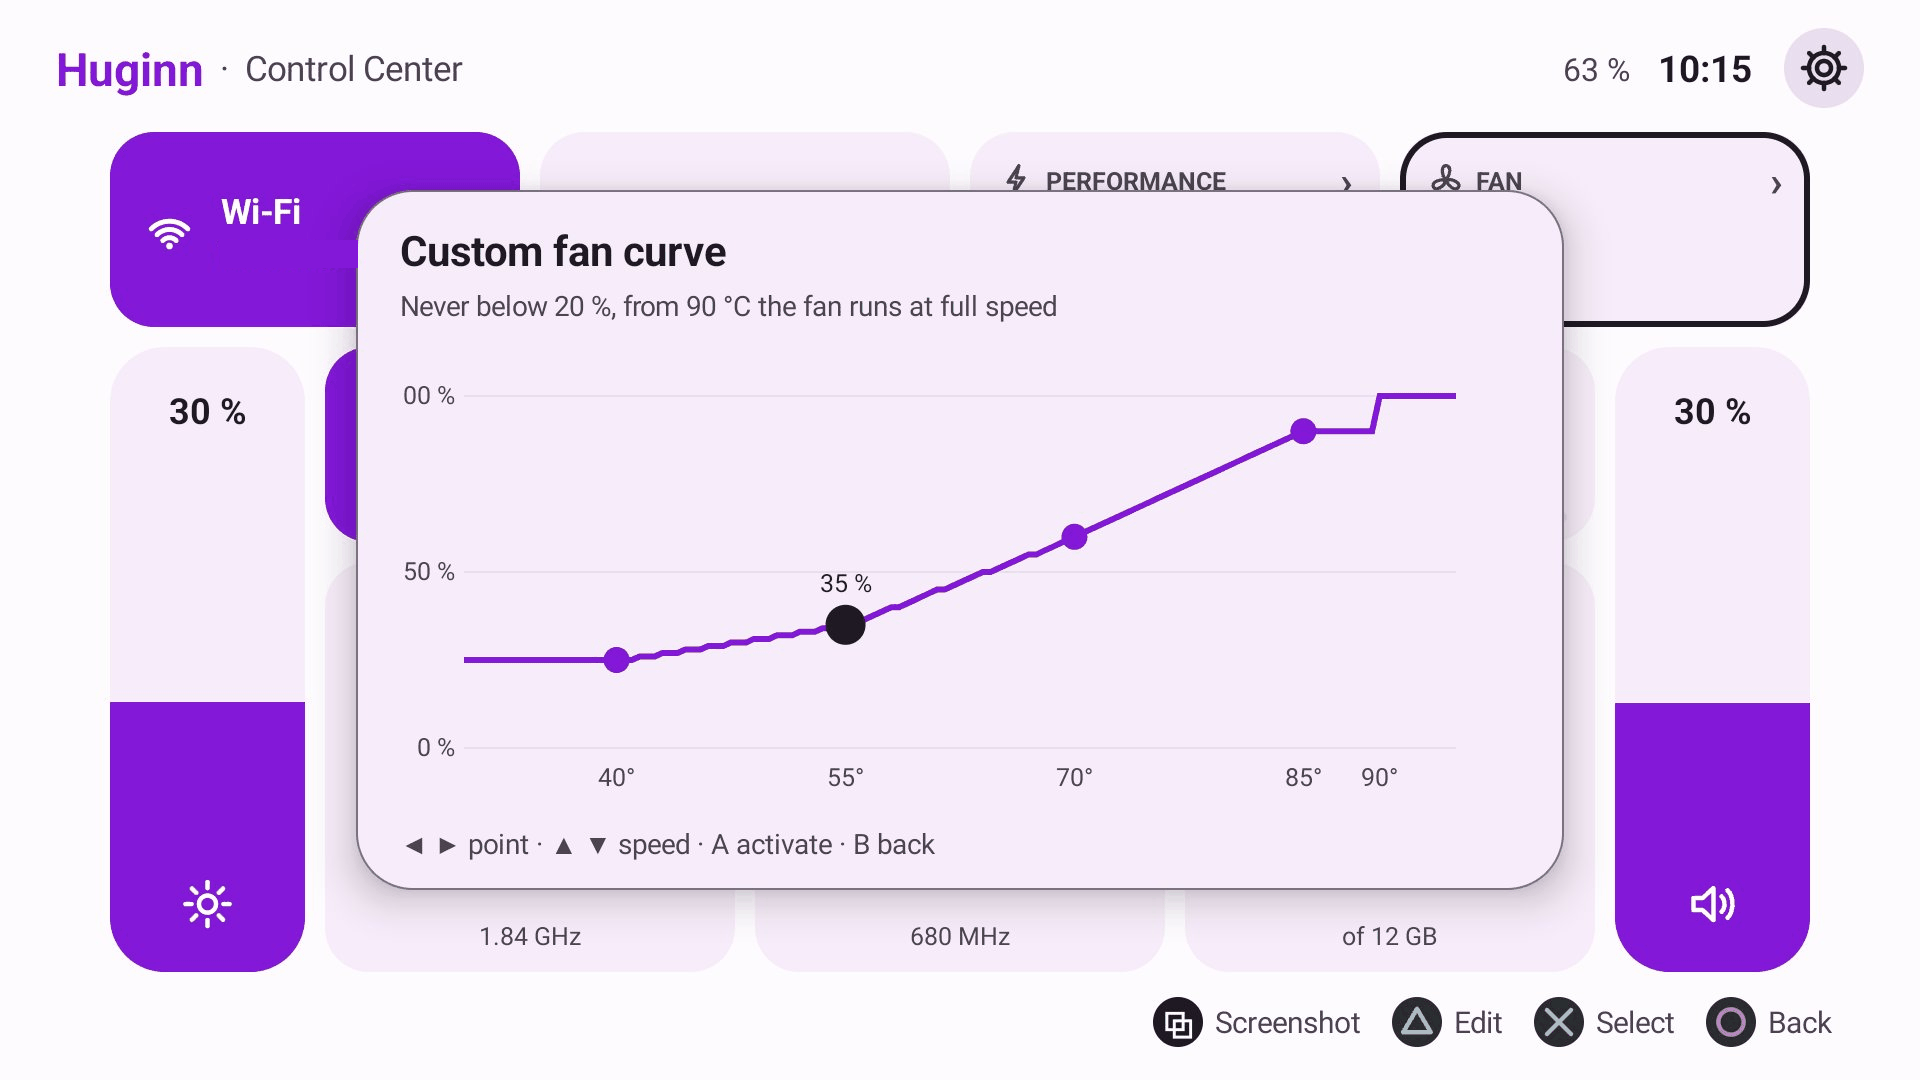 Huginn · Control Center
63 % 10:15
Wi-Fi
PERFORMANCE
FAN
Custom fan curve
Never below 20 %, from 90 °C the fan runs at full speed
30 %
30 %
00 %
50 %
35 %
0 %
40° 55° 70° 85° 90°
◄ ► point · ▲ ▼ speed · A activate · B back
1.84 GHz
680 MHz
of 12 GB
Screenshot Edit Select Back